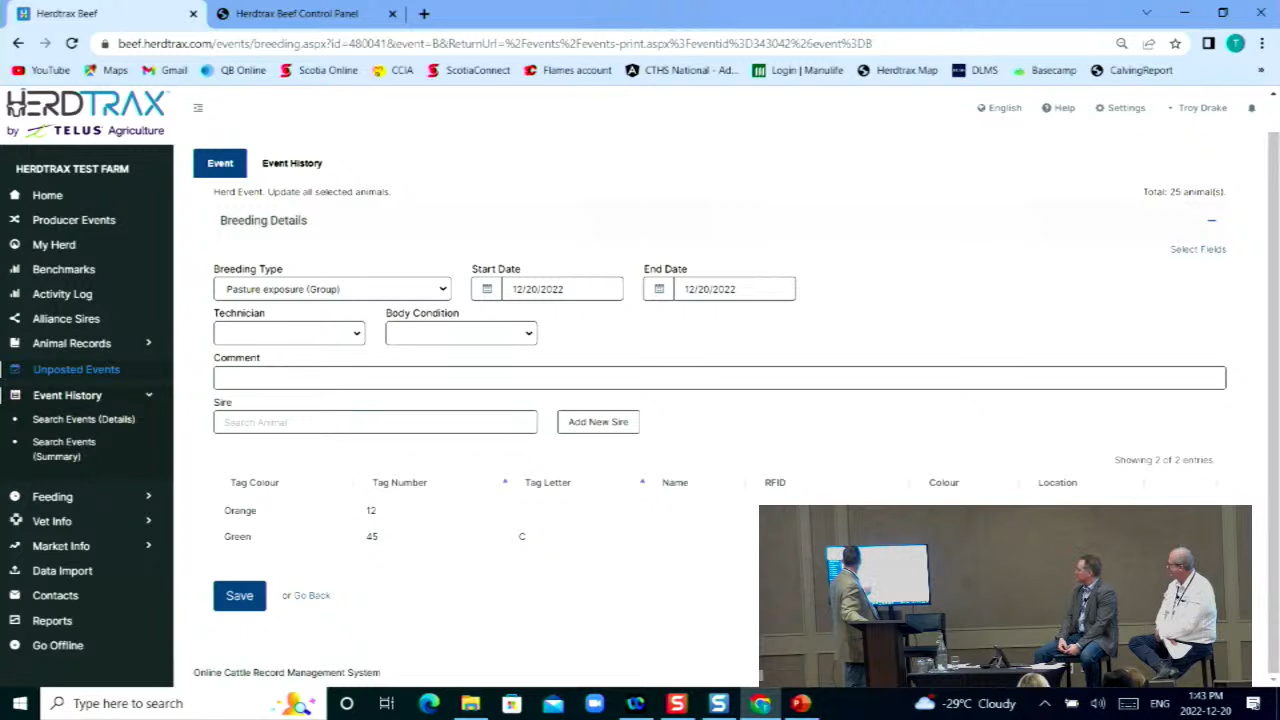 Herdtrax Beef
Herdtrax Beef Control Panel
beef.herdtrax.com/events/breeding.aspx?id=480041&event=B&ReturnUrl=%2Fevents%2Fevents-print.aspx%3Feventid%3D343042%26event%3DB
T
YouTube Maps Gmail QB Online Scotia Online CCIA ScotiaConnect Flames account CTHS National - Ad... Login | Manulife Herdtrax Map DLMS Basecamp CalvingReport »
HERDTRAX
by TELUS Agriculture
English Help Settings Troy Drake
HERDTRAX TEST FARM
Home
Producer Events
My Herd
Benchmarks
Activity Log
Alliance Sires
Animal Records
Unposted Events
Event History
Search Events (Details)
Search Events
(Summary)
Feeding
Vet Info
Market Info
Data Import
Contacts
Reports
Go Offline
Event Event History
Herd Event. Update all selected animals. Total: 25 animal(s).
Breeding Details
Select Fields
Breeding Type Start Date End Date
Pasture exposure (Group) 12/20/2022 12/20/2022
Technician Body Condition
Comment
Sire
Search Animal Add New Sire
Showing 2 of 2 entries
Tag Colour Tag Number Tag Letter Name RFID Colour Location
Orange 12
Green 45 C
Save or Go Back
Online Cattle Record Management System
Type here to search
-29°C Cloudy
1:43 PM
2022-12-20